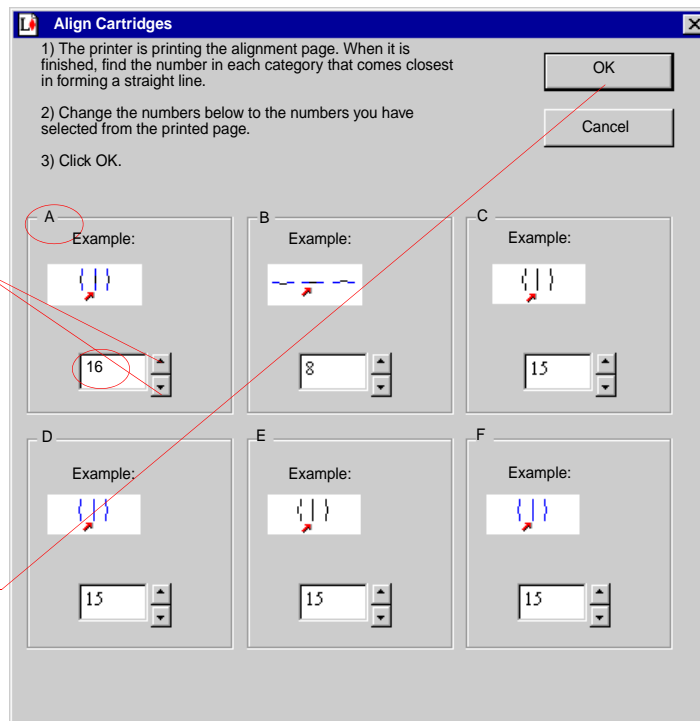 Align Cartridges
1) The printer is printing the alignment page. When it is
finished, find the number in each category that comes closest
in forming a straight line.
2) Change the numbers below to the numbers you have
selected from the printed page.
3) Click OK.
OK
Cancel
A
Example:
16
B
Example:
8
C
Example:
15
D
Example:
15
E
Example:
15
F
Example:
15